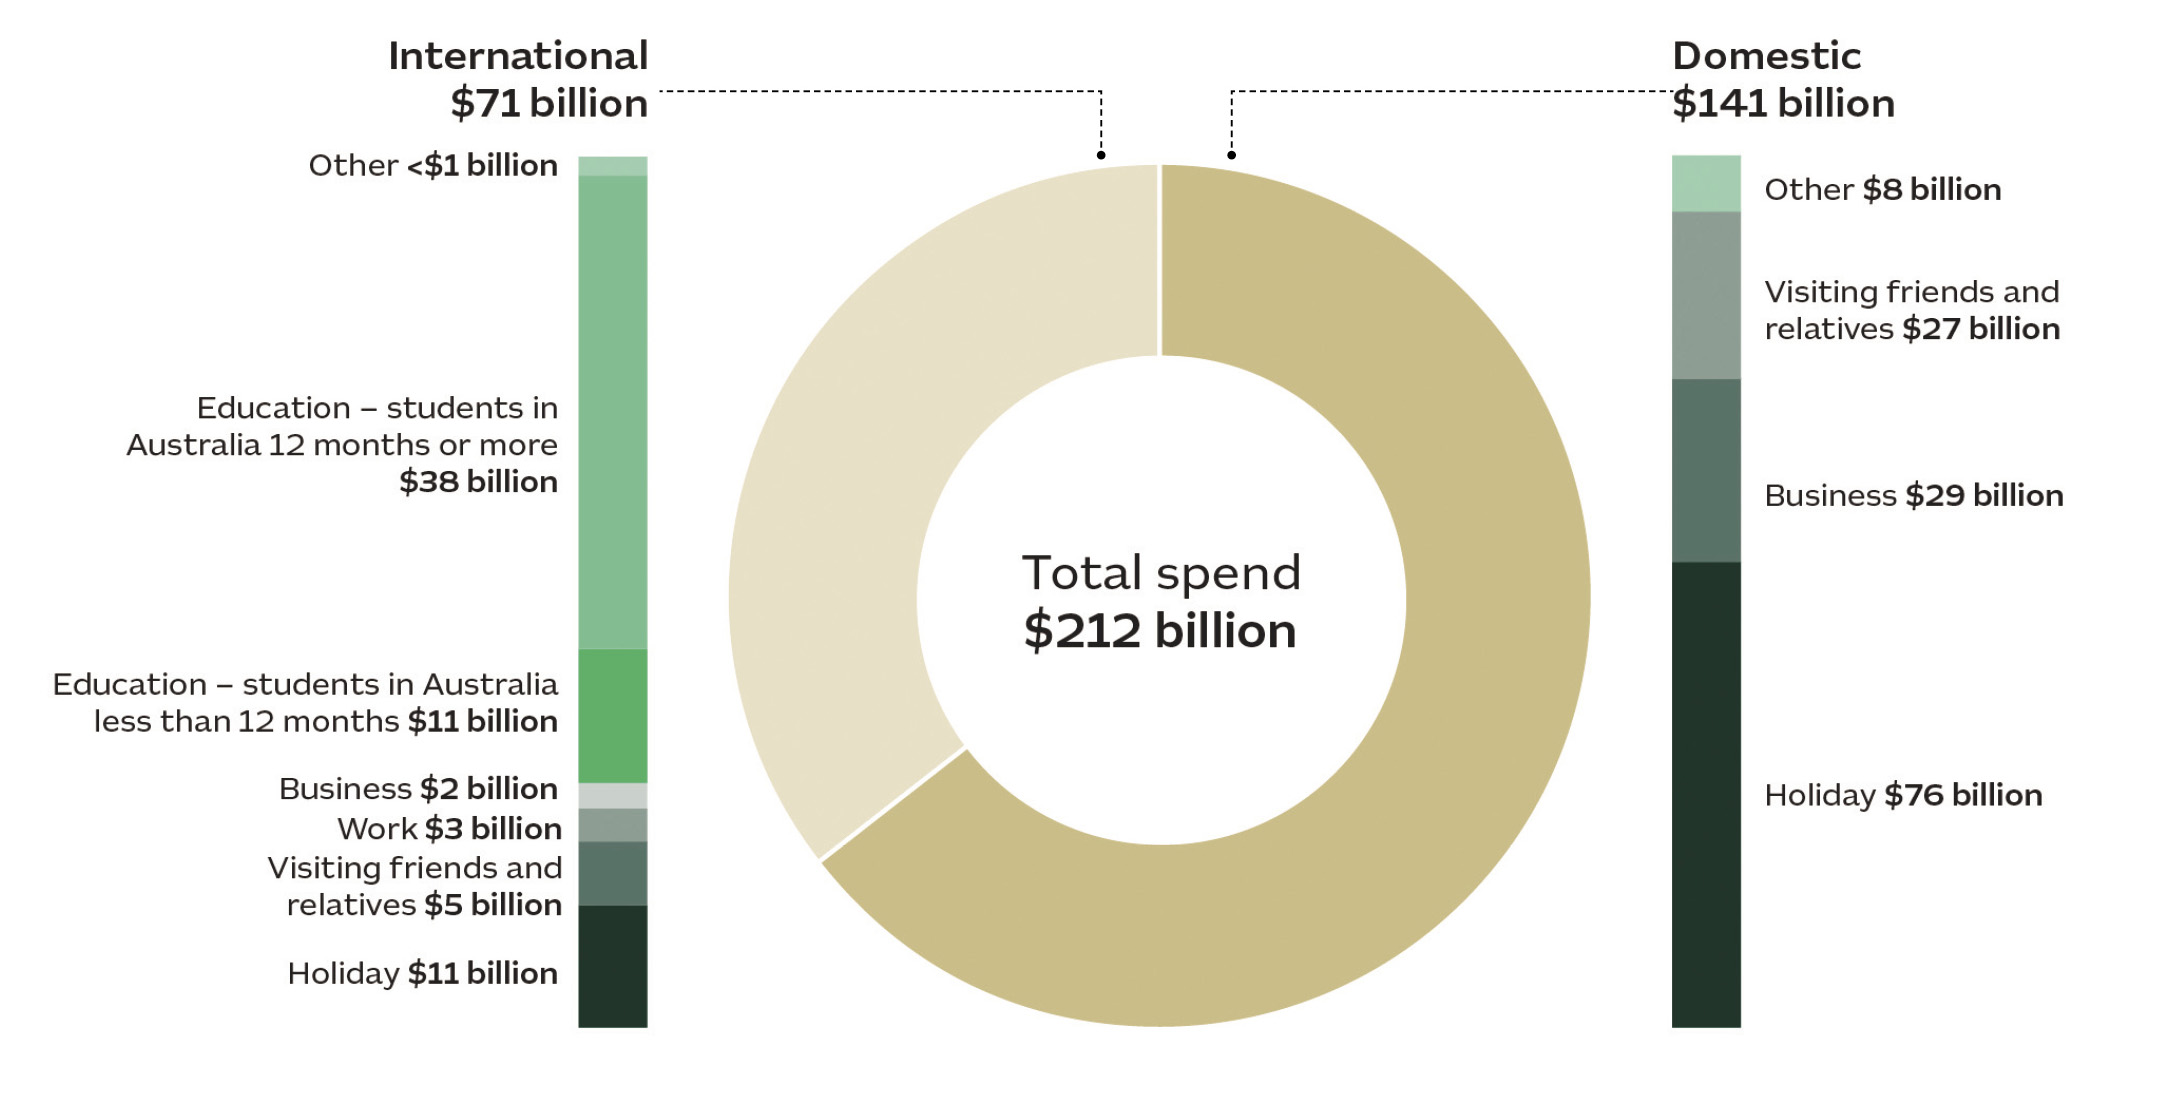 International
$71 billion
Other <$1 billion
Education – students in
Australia 12 months or more
$38 billion
Education – students in Australia
less than 12 months $11 billion
Business $2 billion
Work $3 billion
Visiting friends and
relatives $5 billion
Holiday $11 billion
Total spend
$212 billion
Domestic
$141 billion
Other $8 billion
Visiting friends and
relatives $27 billion
Business $29 billion
Holiday $76 billion